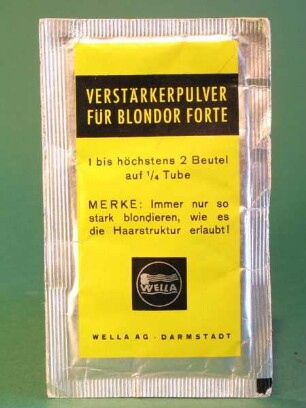 VERSTÄRKERPULVER
FÜR BLONDOR FORTE
1 bis höchstens 2 Beutel
auf 1/4 Tube
MERKE: Immer nur so
stark blondieren, wie es
die Haarstruktur erlaubt!
WELLA
WELLA AG - DARMSTADT